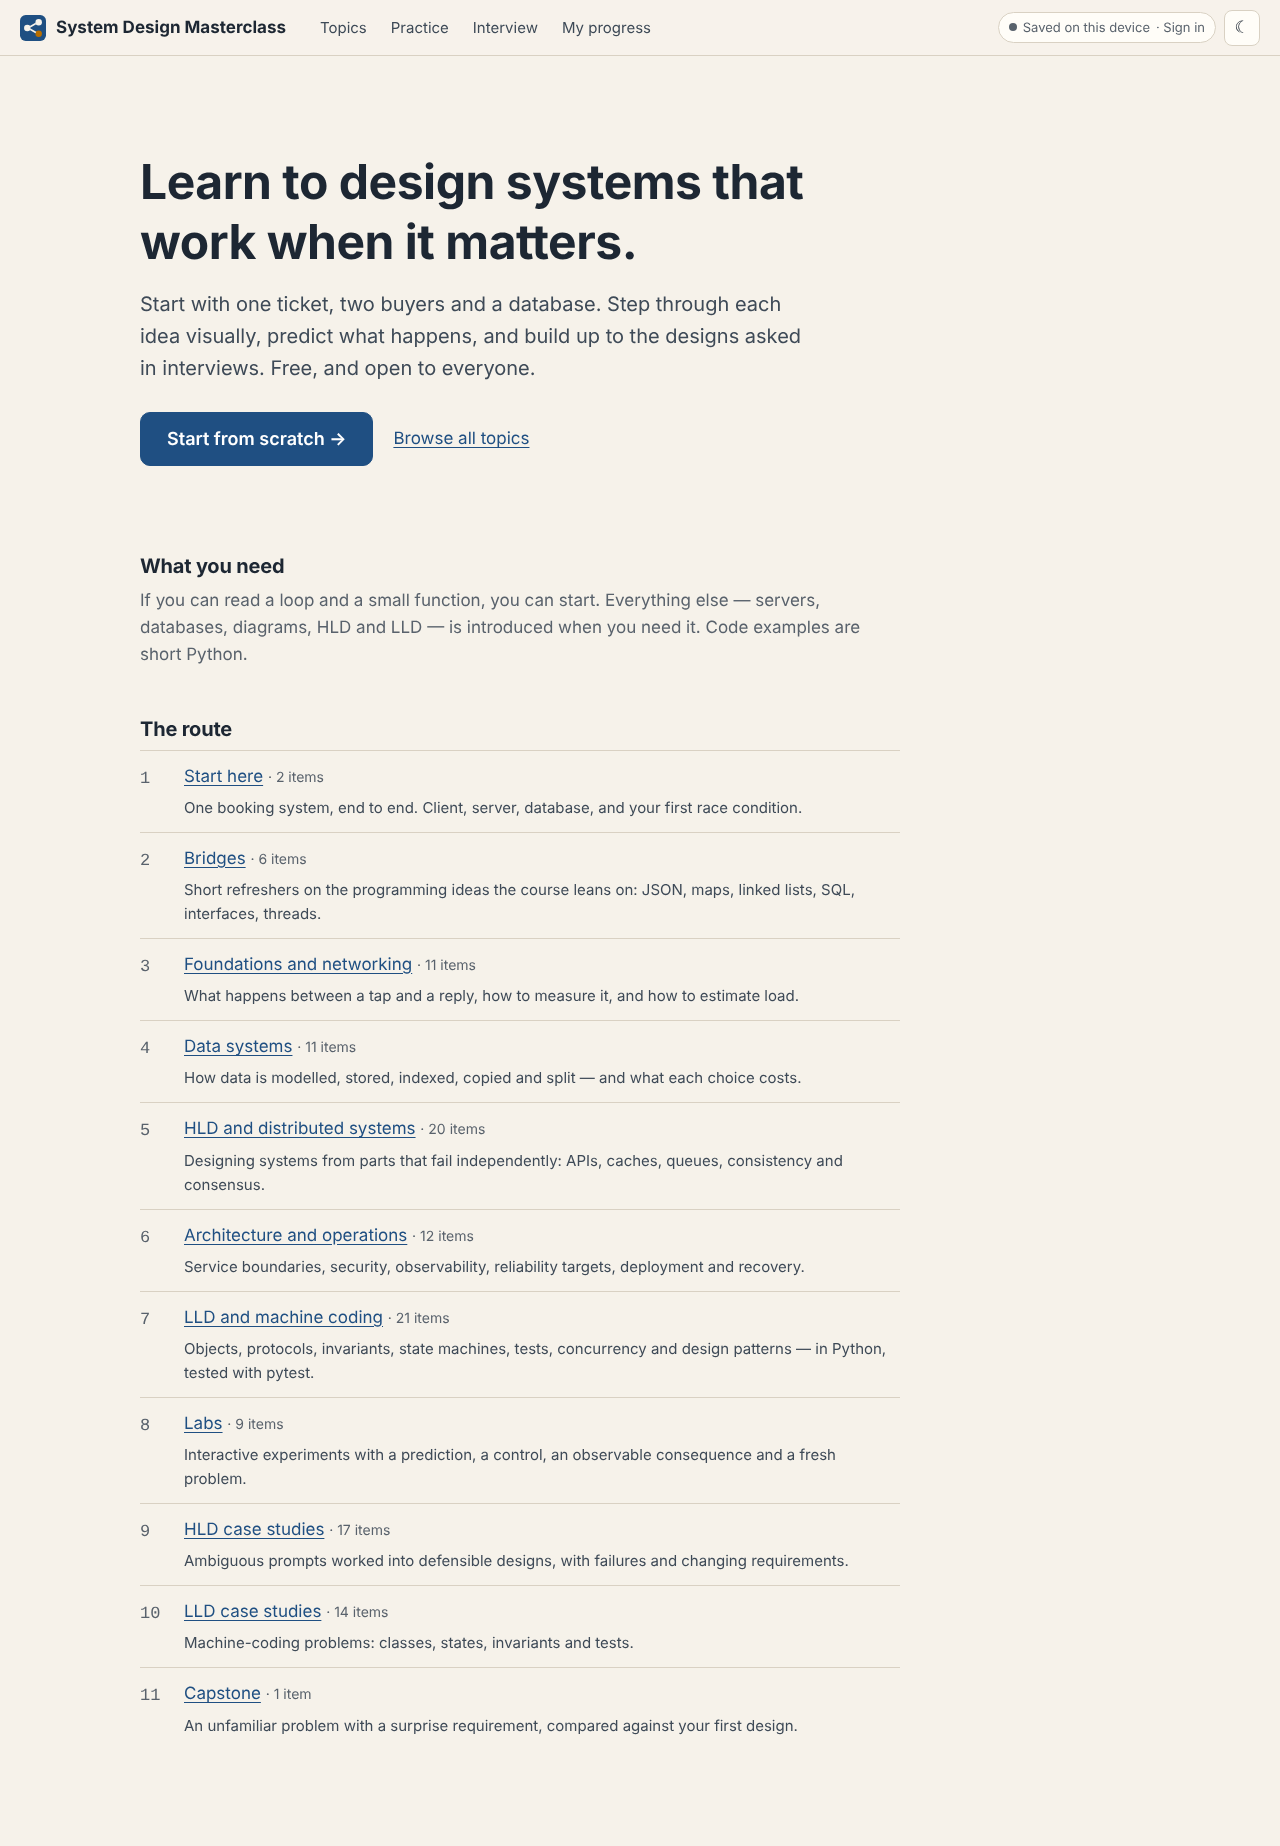 System Design Masterclass
Topics
Practice
Interview
My progress
Saved on this device · Sign in
Learn to design systems that
work when it matters.
Start with one ticket, two buyers and a database. Step through each
idea visually, predict what happens, and build up to the designs asked
in interviews. Free, and open to everyone.
Start from scratch →
Browse all topics
What you need
If you can read a loop and a small function, you can start. Everything else — servers,
databases, diagrams, HLD and LLD — is introduced when you need it. Code examples are
short Python.
The route
1 Start here · 2 items
One booking system, end to end. Client, server, database, and your first race condition.
2 Bridges · 6 items
Short refreshers on the programming ideas the course leans on: JSON, maps, linked lists, SQL,
interfaces, threads.
3 Foundations and networking · 11 items
What happens between a tap and a reply, how to measure it, and how to estimate load.
4 Data systems · 11 items
How data is modelled, stored, indexed, copied and split — and what each choice costs.
5 HLD and distributed systems · 20 items
Designing systems from parts that fail independently: APIs, caches, queues, consistency and
consensus.
6 Architecture and operations · 12 items
Service boundaries, security, observability, reliability targets, deployment and recovery.
7 LLD and machine coding · 21 items
Objects, protocols, invariants, state machines, tests, concurrency and design patterns — in Python,
tested with pytest.
8 Labs · 9 items
Interactive experiments with a prediction, a control, an observable consequence and a fresh
problem.
9 HLD case studies · 17 items
Ambiguous prompts worked into defensible designs, with failures and changing requirements.
10 LLD case studies · 14 items
Machine-coding problems: classes, states, invariants and tests.
11 Capstone · 1 item
An unfamiliar problem with a surprise requirement, compared against your first design.